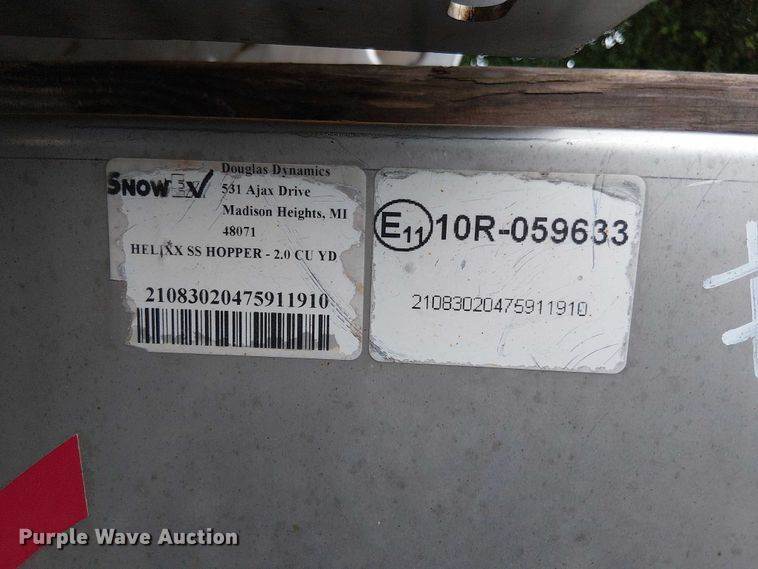 SNOWEX
Douglas Dynamics
531 Ajax Drive
Madison Heights, MI
48071
HELIXX SS HOPPER - 2.0 CU YD
21083020475911910
E11 10R-059633
21083020475911910
Purple Wave Auction